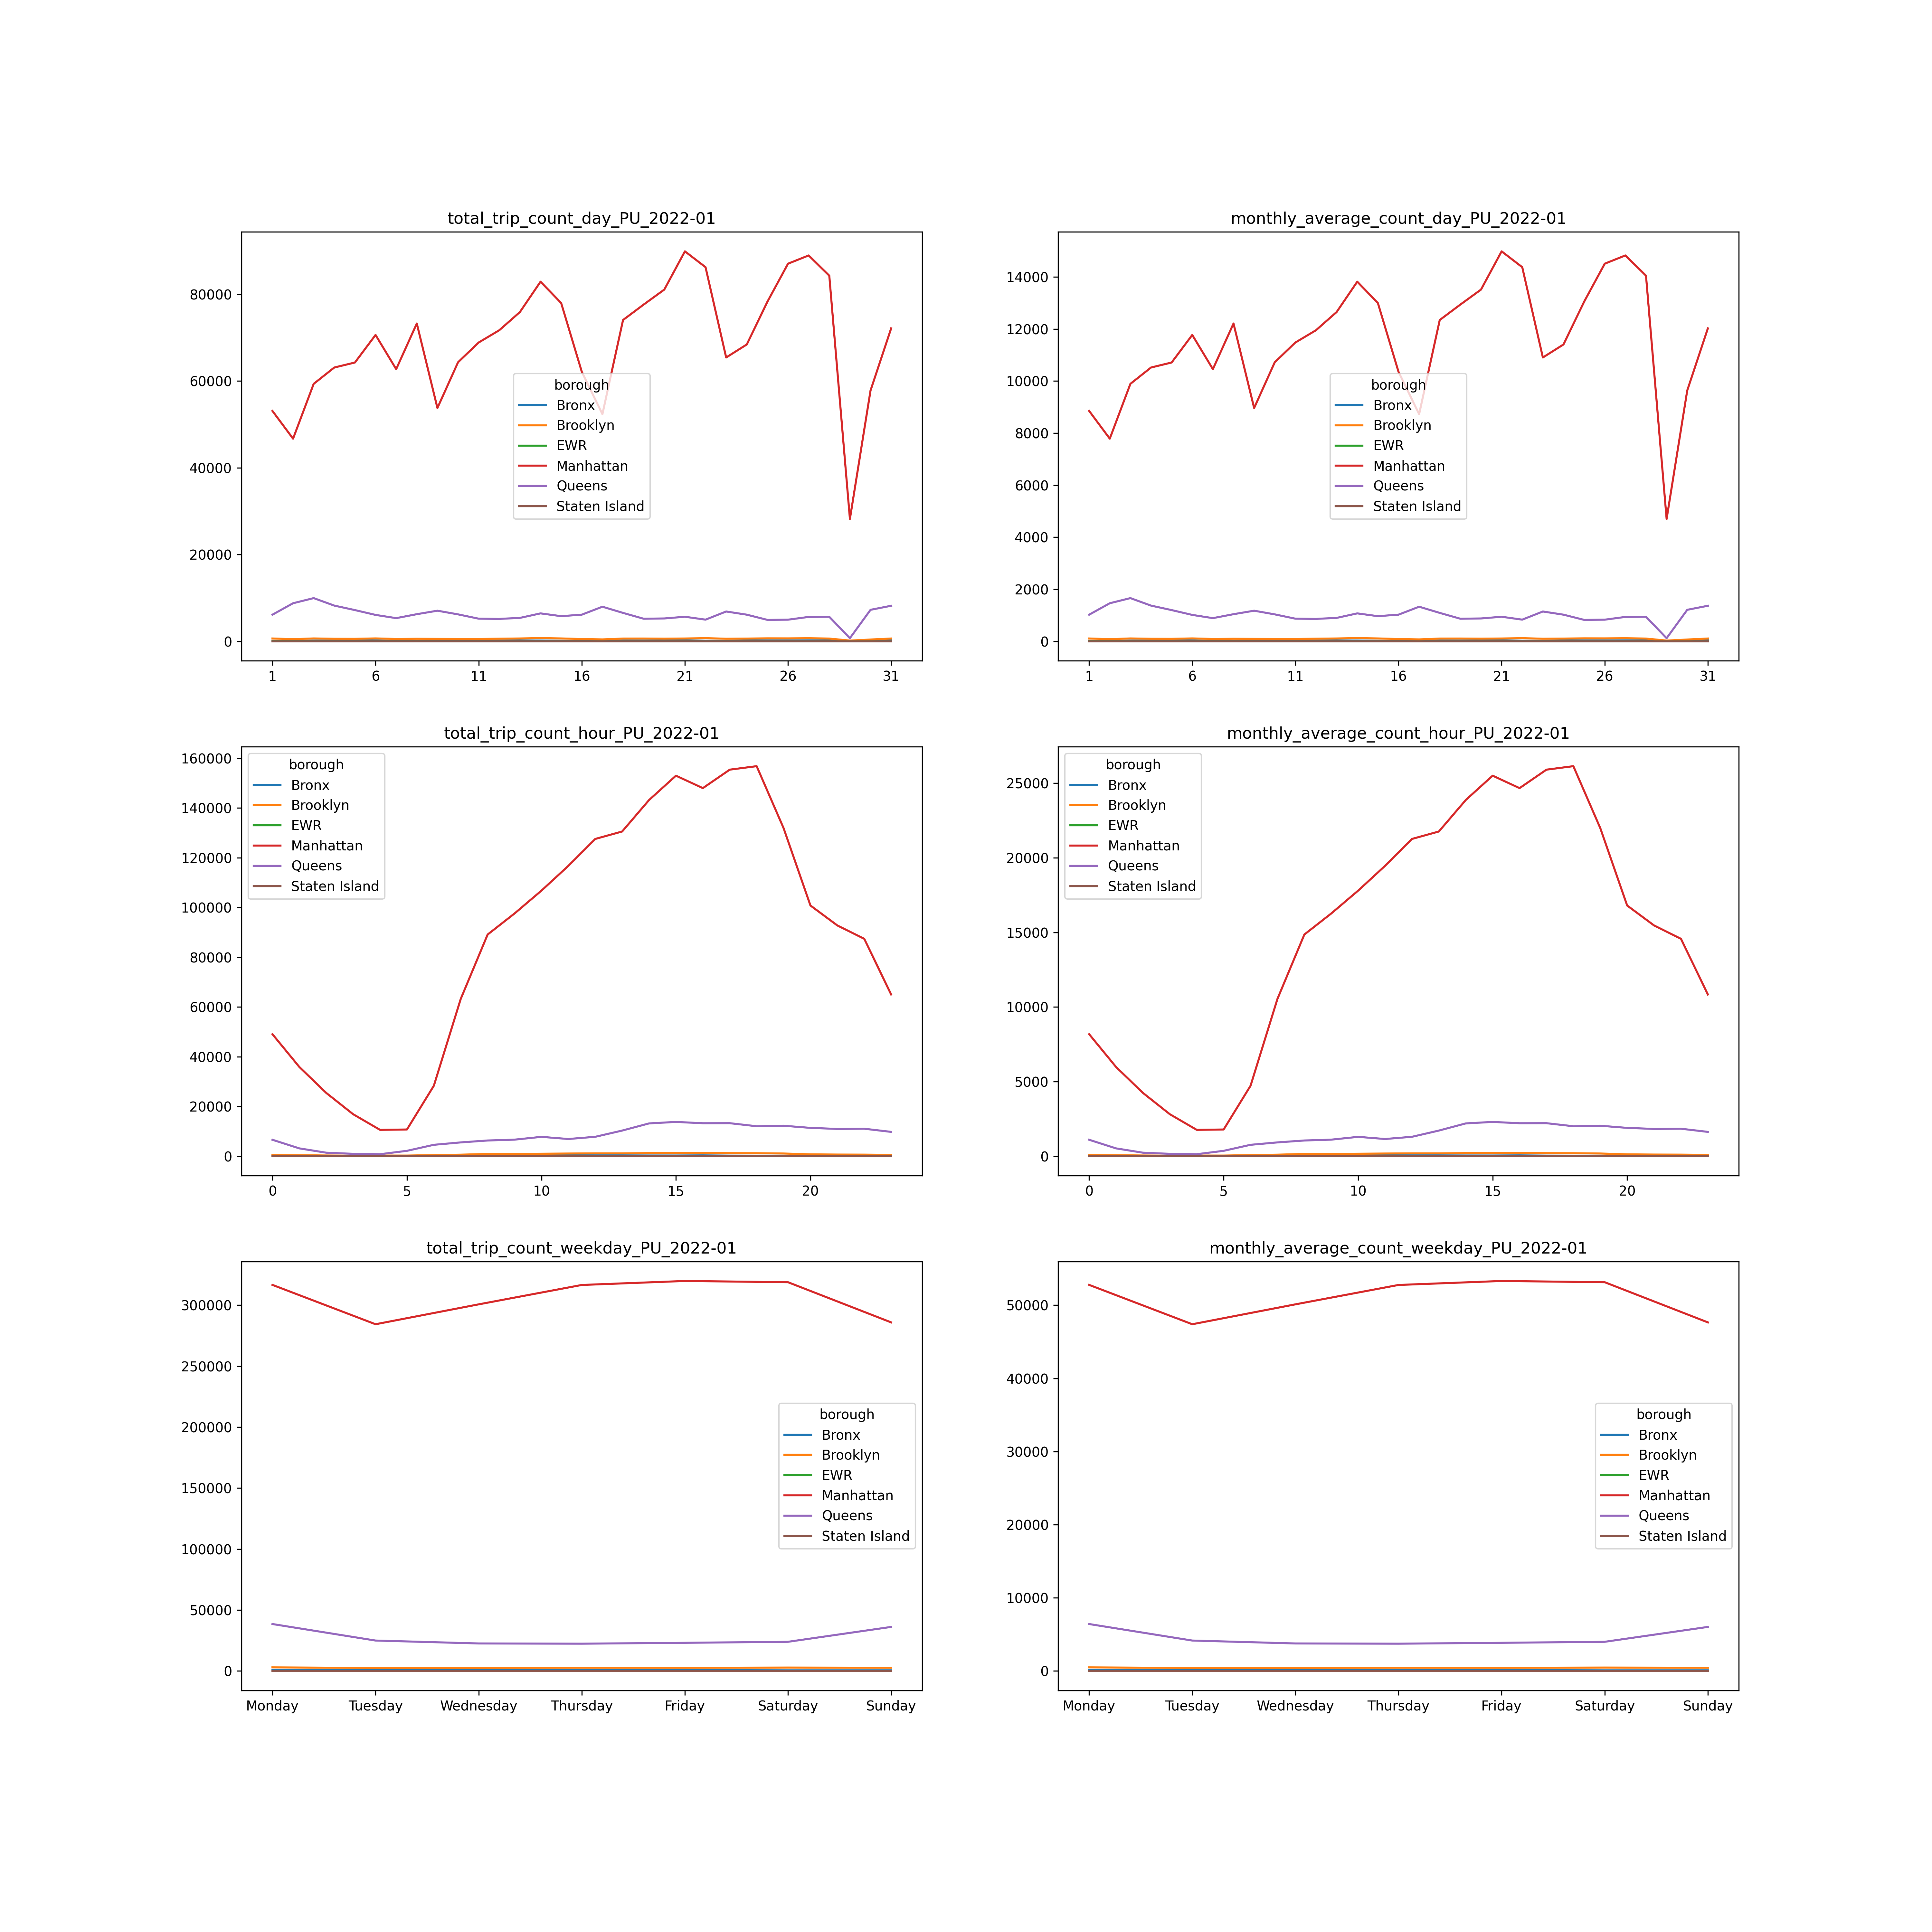 total_trip_count_day_PU_2022-01
80000
60000
40000
20000
0
1 6 11 16 21 26 31
borough
Bronx
Brooklyn
EWR
Manhattan
Queens
Staten Island
monthly_average_count_day_PU_2022-01
14000
12000
10000
8000
6000
4000
2000
0
1 6 11 16 21 26 31
borough
Bronx
Brooklyn
EWR
Manhattan
Queens
Staten Island
total_trip_count_hour_PU_2022-01
160000
140000
120000
100000
80000
60000
40000
20000
0
0 5 10 15 20
borough
Bronx
Brooklyn
EWR
Manhattan
Queens
Staten Island
monthly_average_count_hour_PU_2022-01
25000
20000
15000
10000
5000
0
0 5 10 15 20
borough
Bronx
Brooklyn
EWR
Manhattan
Queens
Staten Island
total_trip_count_weekday_PU_2022-01
300000
250000
200000
150000
100000
50000
0
Monday Tuesday Wednesday Thursday Friday Saturday Sunday
borough
Bronx
Brooklyn
EWR
Manhattan
Queens
Staten Island
monthly_average_count_weekday_PU_2022-01
50000
40000
30000
20000
10000
0
Monday Tuesday Wednesday Thursday Friday Saturday Sunday
borough
Bronx
Brooklyn
EWR
Manhattan
Queens
Staten Island